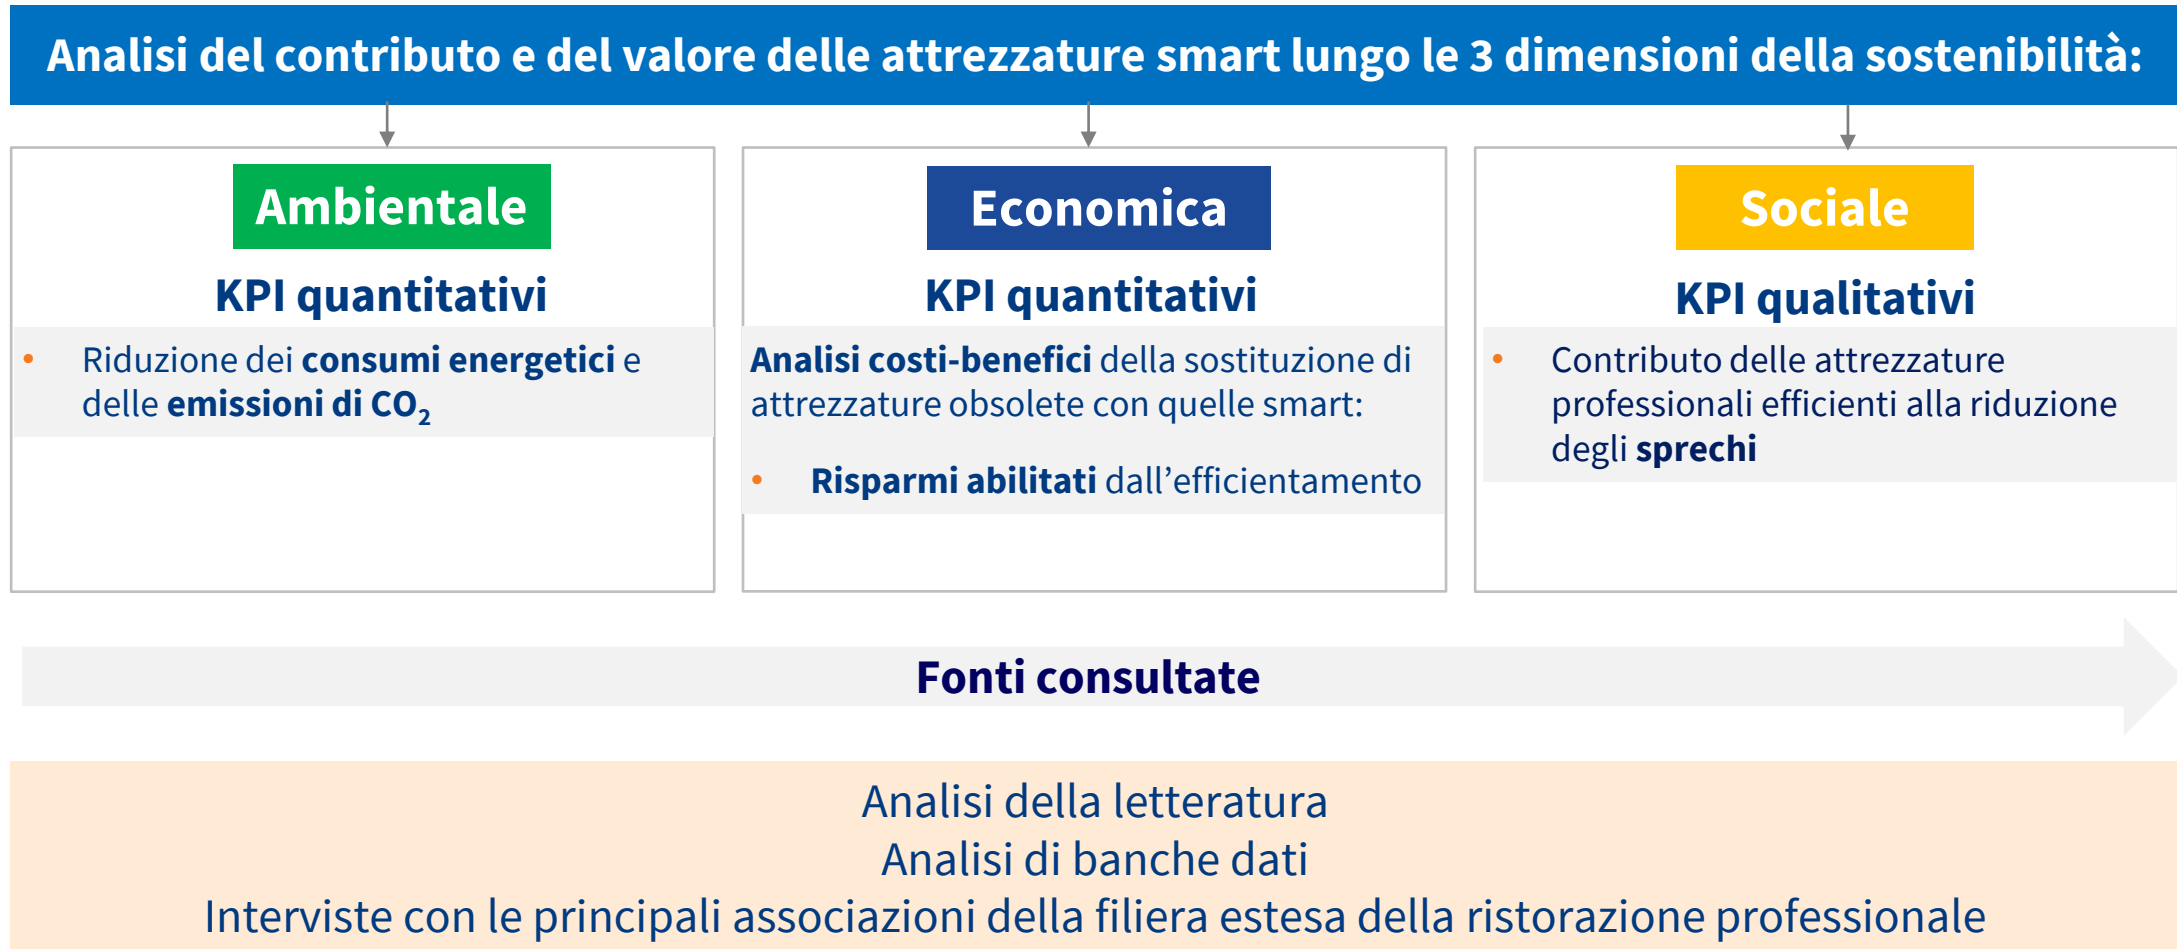 Analisi del contributo e del valore delle attrezzature smart lungo le 3 dimensioni della sostenibilità:
Ambientale
KPI quantitativi
• Riduzione dei consumi energetici e
delle emissioni di CO₂
Economica
KPI quantitativi
Analisi costi-benefici della sostituzione di
attrezzature obsolete con quelle smart:
• Risparmi abilitati dall’efficientamento
Sociale
KPI qualitativi
• Contributo delle attrezzature
professionali efficienti alla riduzione
degli sprechi
Fonti consultate
Analisi della letteratura
Analisi di banche dati
Interviste con le principali associazioni della filiera estesa della ristorazione professionale